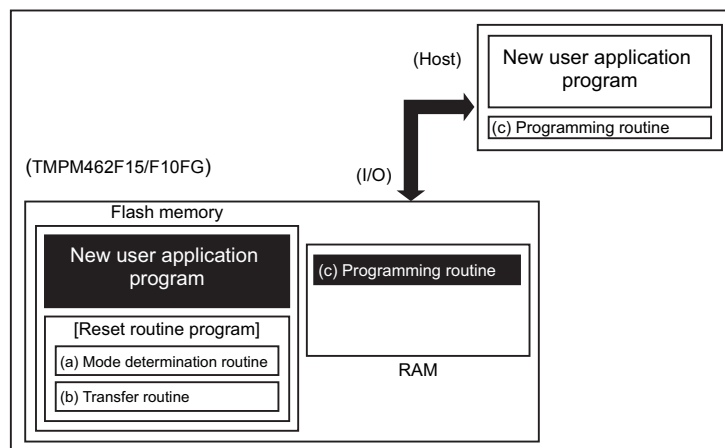 (Host)
New user application
program
(c) Programming routine
(TMPM462F15/F10FG)
(I/O)
Flash memory
New user application
program
[Reset routine program]
(a) Mode determination routine
(b) Transfer routine
(c) Programming routine
RAM